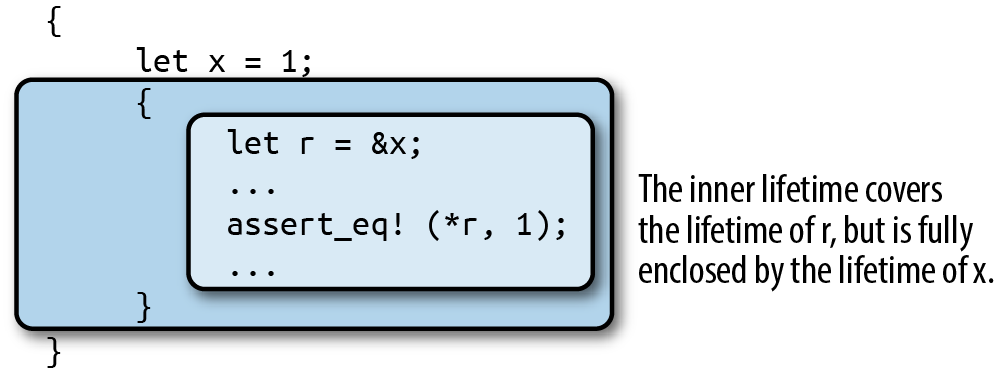 {
let x = 1;
{
let r = &x;
...
assert_eq! (*r, 1);
...
}
}
The inner lifetime covers
the lifetime of r, but is fully
enclosed by the lifetime of x.